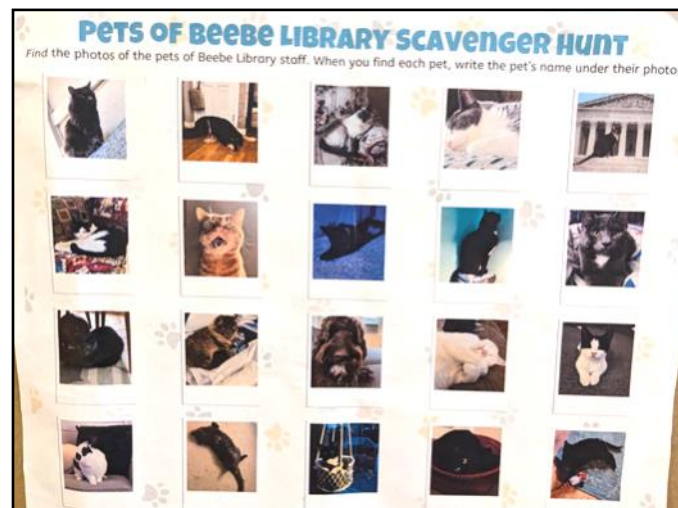 PETS OF BEEBE LIBRARY SCAVENGER HUNT
Find the photos of the pets of Beebe Library staff. When you find each pet, write the pet's name under their photo